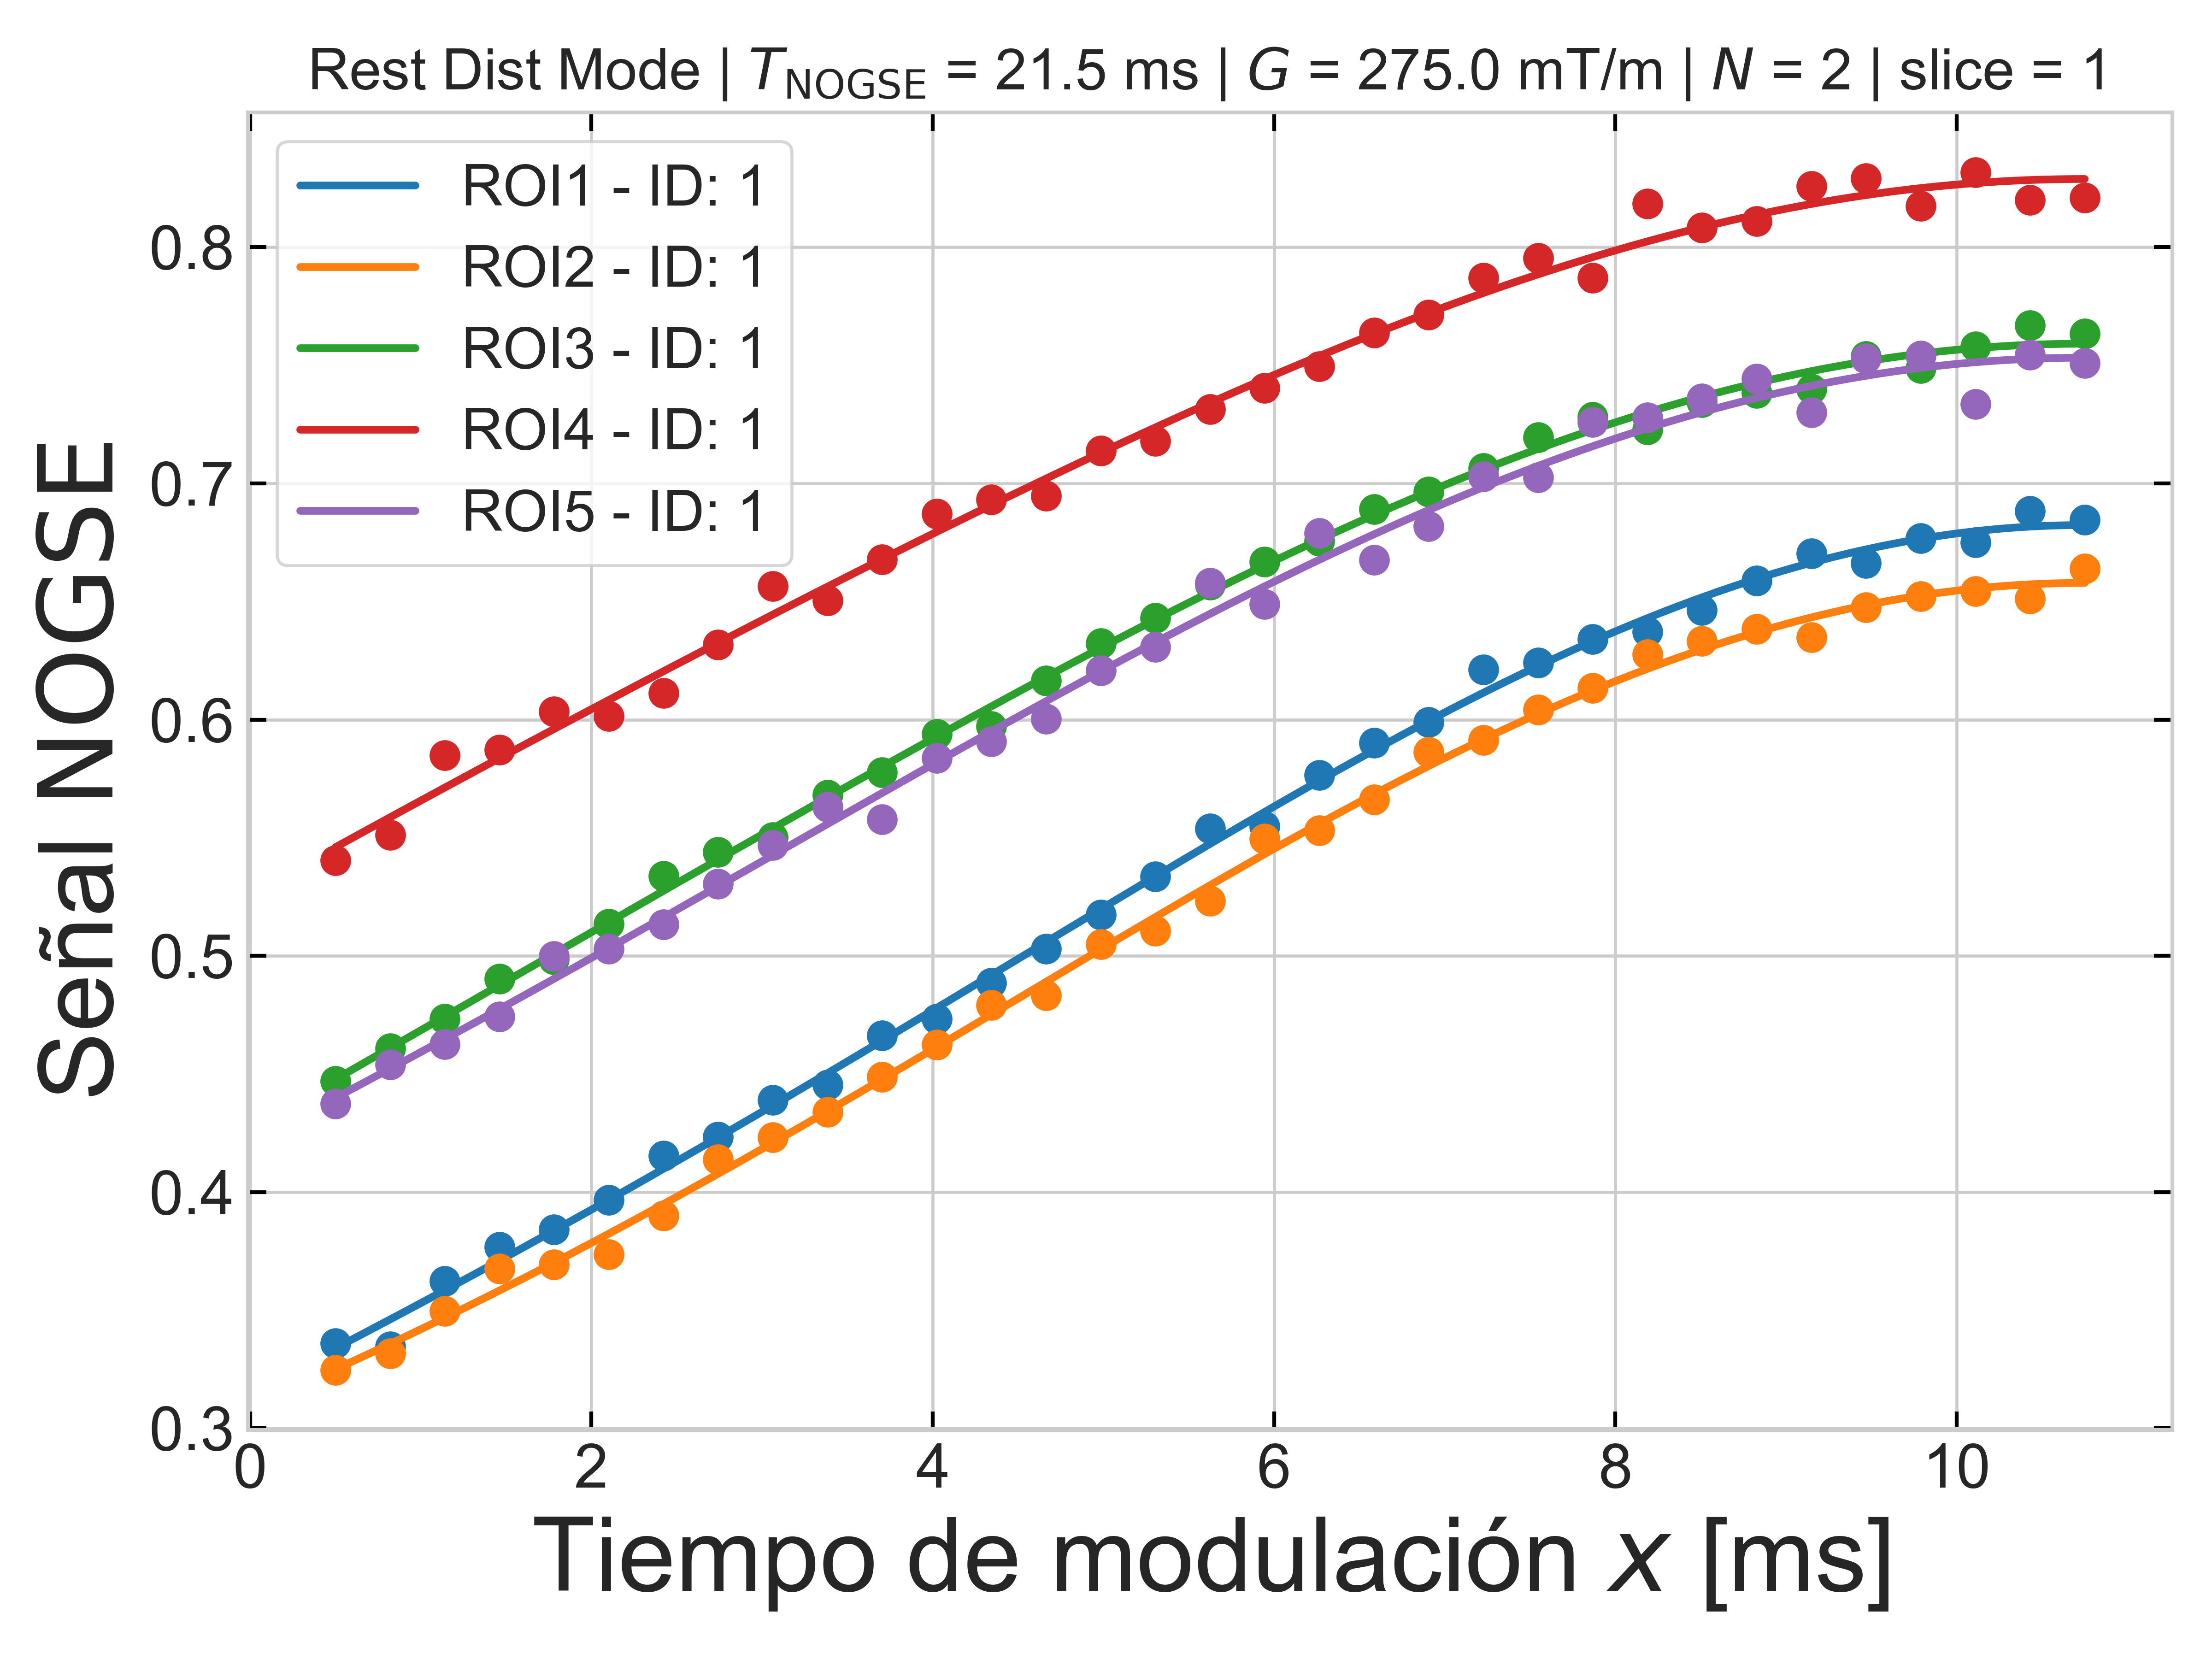 Rest Dist Mode | T_NOGSE = 21.5 ms | G = 275.0 mT/m | N = 2 | slice = 1
ROI1 - ID: 1
ROI2 - ID: 1
ROI3 - ID: 1
ROI4 - ID: 1
ROI5 - ID: 1
Señal NOGSE
0.8
0.7
0.6
0.5
0.4
0.3
0 2 4 6 8 10
Tiempo de modulación x [ms]